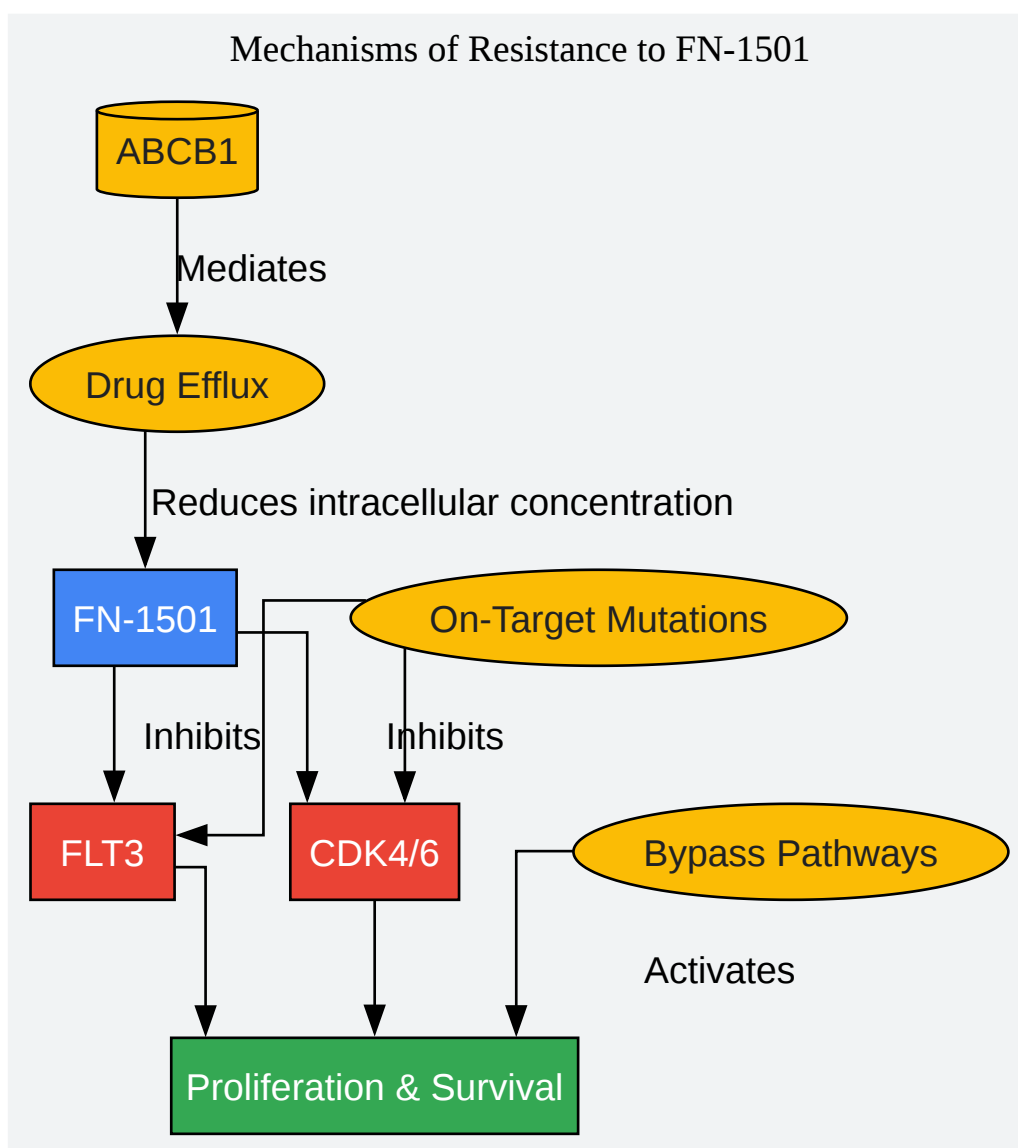 Mechanisms of Resistance to FN-1501
ABCB1
Mediates
Drug Efflux
Reduces intracellular concentration
FN-1501
On-Target Mutations
Inhibits
Inhibits
FLT3
CDK4/6
Bypass Pathways
Activates
Proliferation & Survival